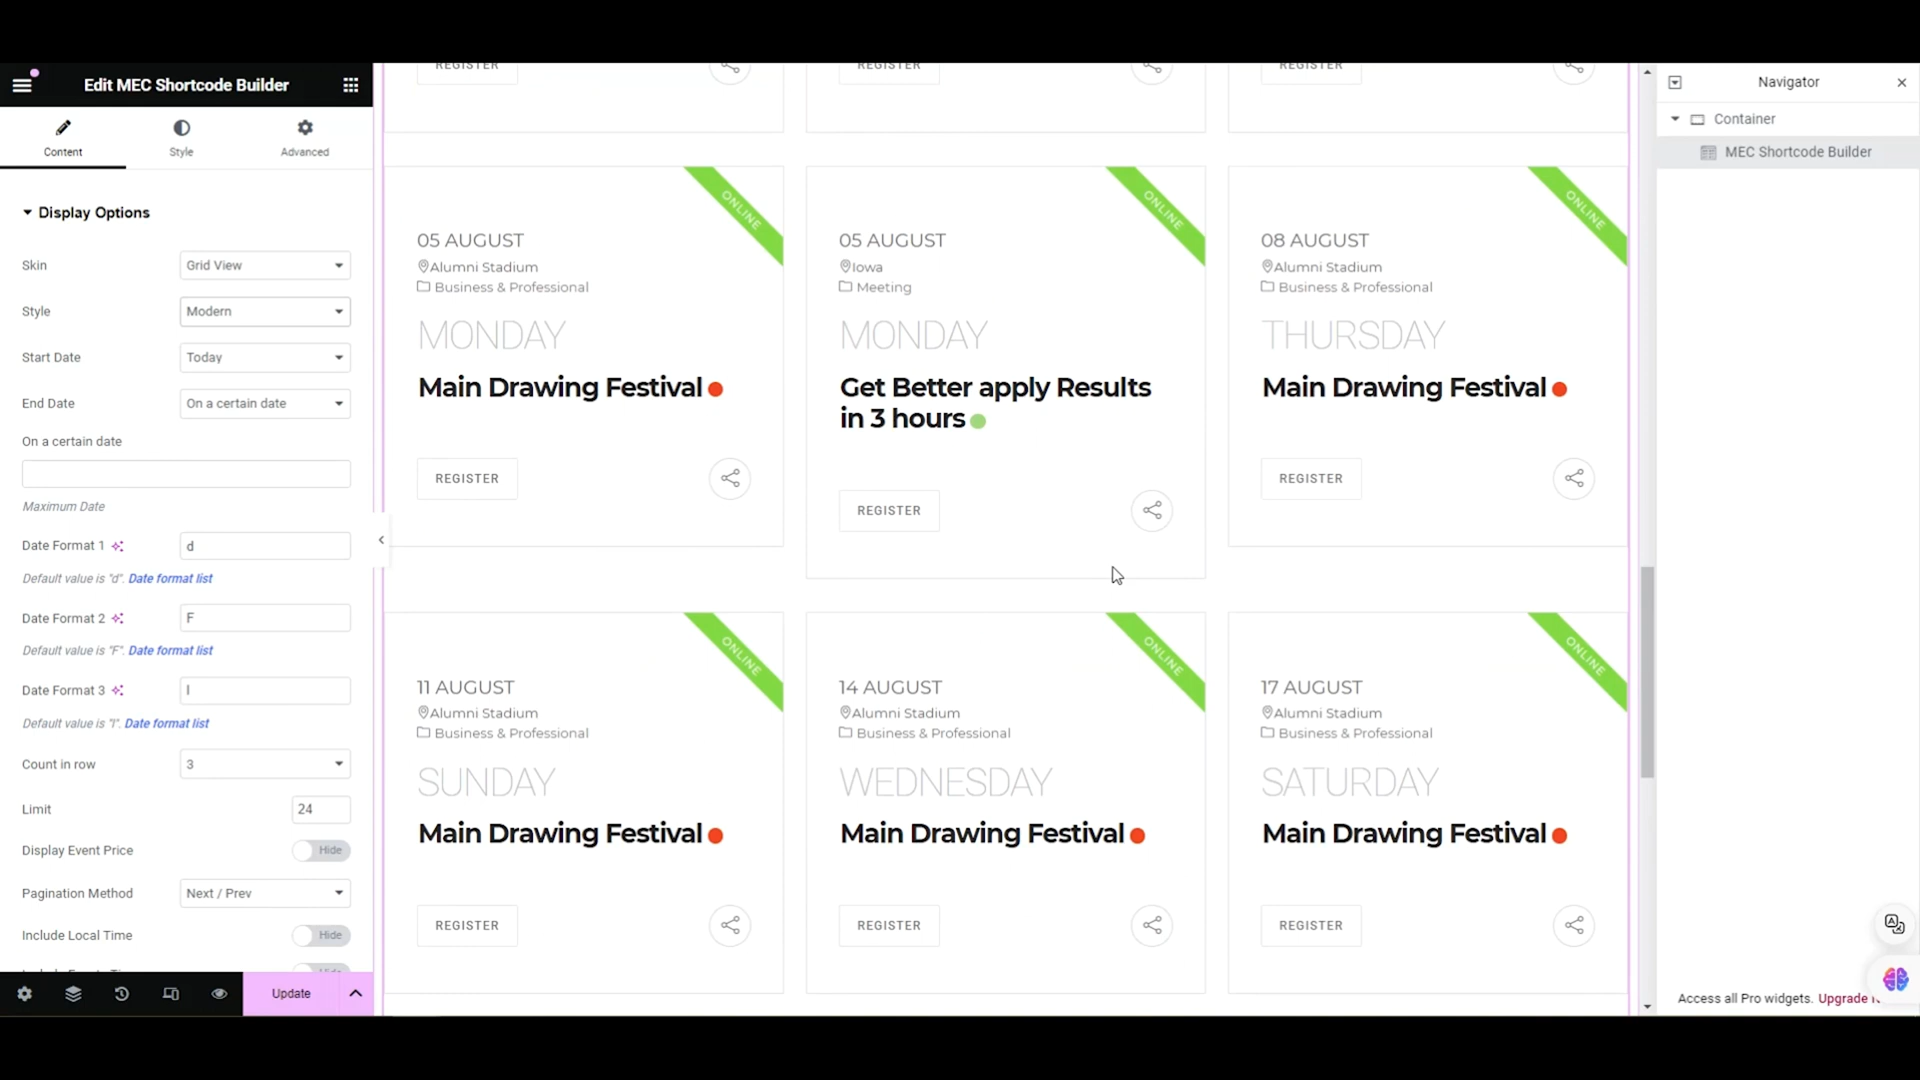 Edit MEC Shortcode Builder
Content
Style
Advanced
Display Options
Skin
Grid View
Style
Modern
Start Date
Today
End Date
On a certain date
On a certain date
Maximum Date
Date Format 1
d
Default value is "d". Date format list
Date Format 2
F
Default value is "F". Date format list
Date Format 3
l
Default value is "l". Date format list
Count in row
3
Limit
24
Display Event Price
Hide
Pagination Method
Next / Prev
Include Local Time
Hide
Update
REGISTER
REGISTER
REGISTER
ONLINE
05 AUGUST
Alumni Stadium
Business & Professional
MONDAY
Main Drawing Festival
REGISTER
ONLINE
05 AUGUST
Iowa
Meeting
MONDAY
Get Better apply Results
in 3 hours
REGISTER
ONLINE
08 AUGUST
Alumni Stadium
Business & Professional
THURSDAY
Main Drawing Festival
REGISTER
ONLINE
11 AUGUST
Alumni Stadium
Business & Professional
SUNDAY
Main Drawing Festival
REGISTER
ONLINE
14 AUGUST
Alumni Stadium
Business & Professional
WEDNESDAY
Main Drawing Festival
REGISTER
ONLINE
17 AUGUST
Alumni Stadium
Business & Professional
SATURDAY
Main Drawing Festival
REGISTER
Navigator
Container
MEC Shortcode Builder
Access all Pro widgets. Upgrade